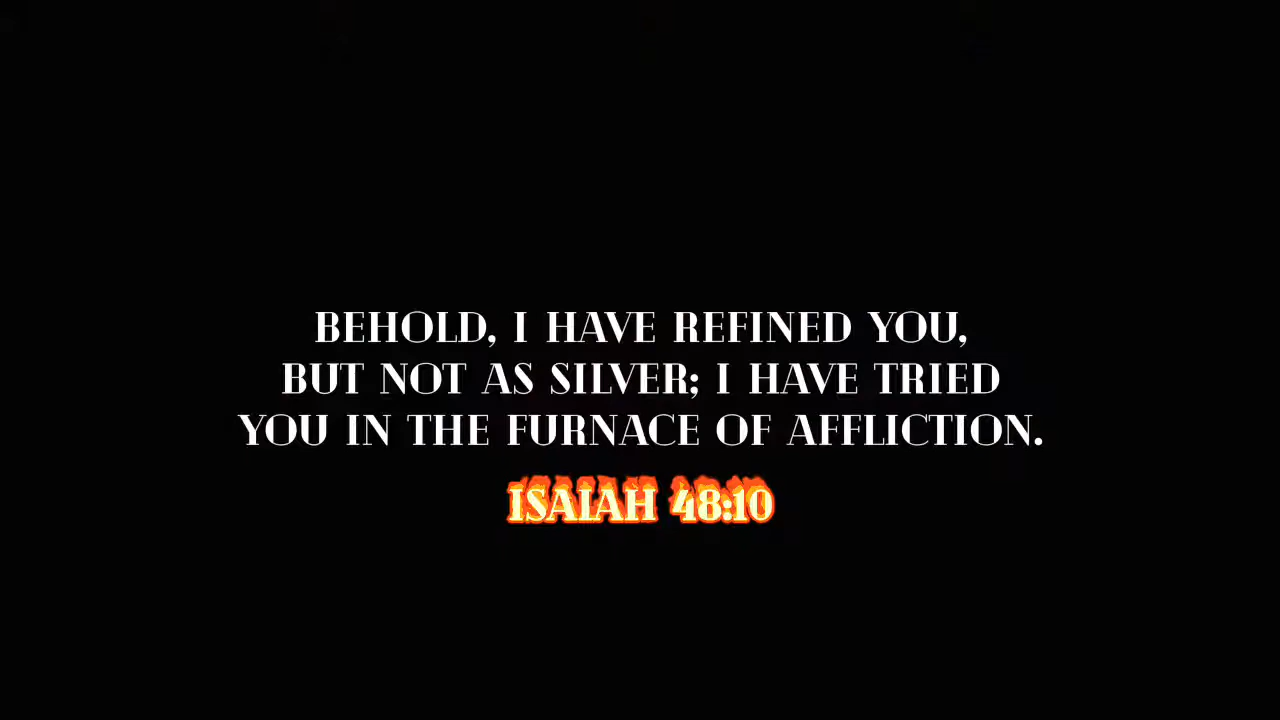 BEHOLD, I HAVE REFINED YOU,
BUT NOT AS SILVER; I HAVE TRIED
YOU IN THE FURNACE OF AFFLICTION.
ISAIAH 48:10